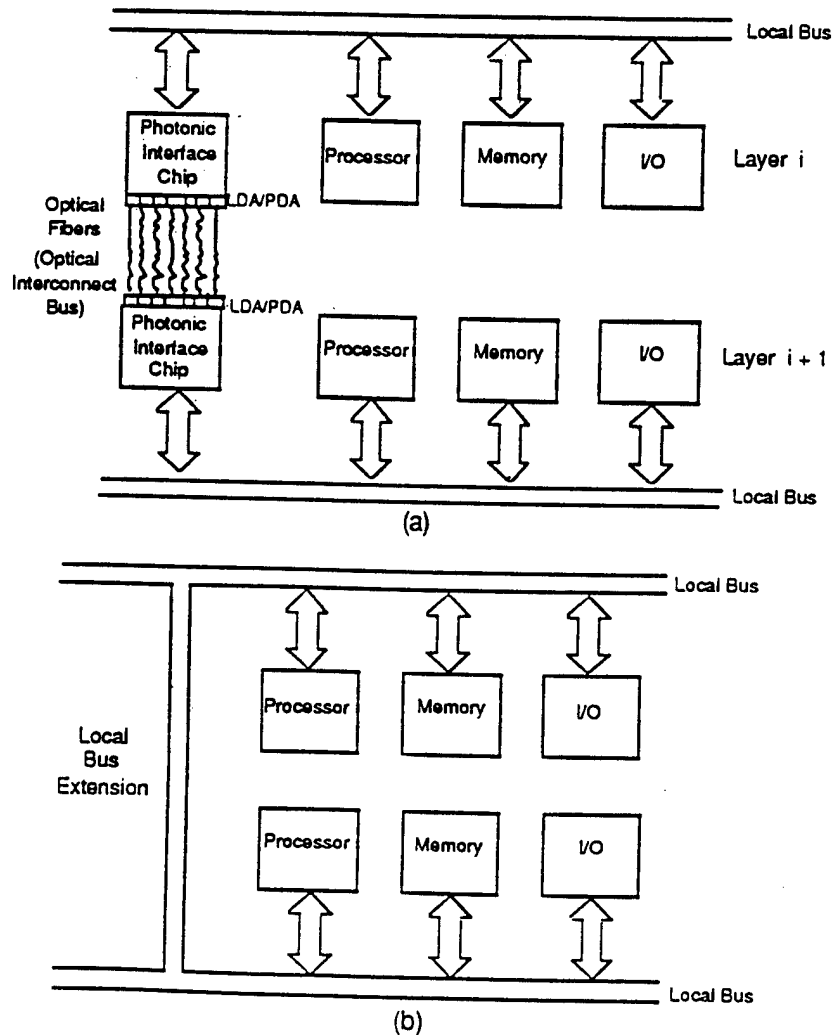 Local Bus
Photonic
Interface
Chip
Processor
Memory
I/O
Layer i
LDA/PDA
Optical
Fibers
(Optical
Interconnect
Bus)
LDA/PDA
Photonic
Interface
Chip
Processor
Memory
I/O
Layer i + 1
Local Bus
(a)
Local Bus
Processor
Memory
I/O
Local
Bus
Extension
Processor
Memory
I/O
Local Bus
(b)